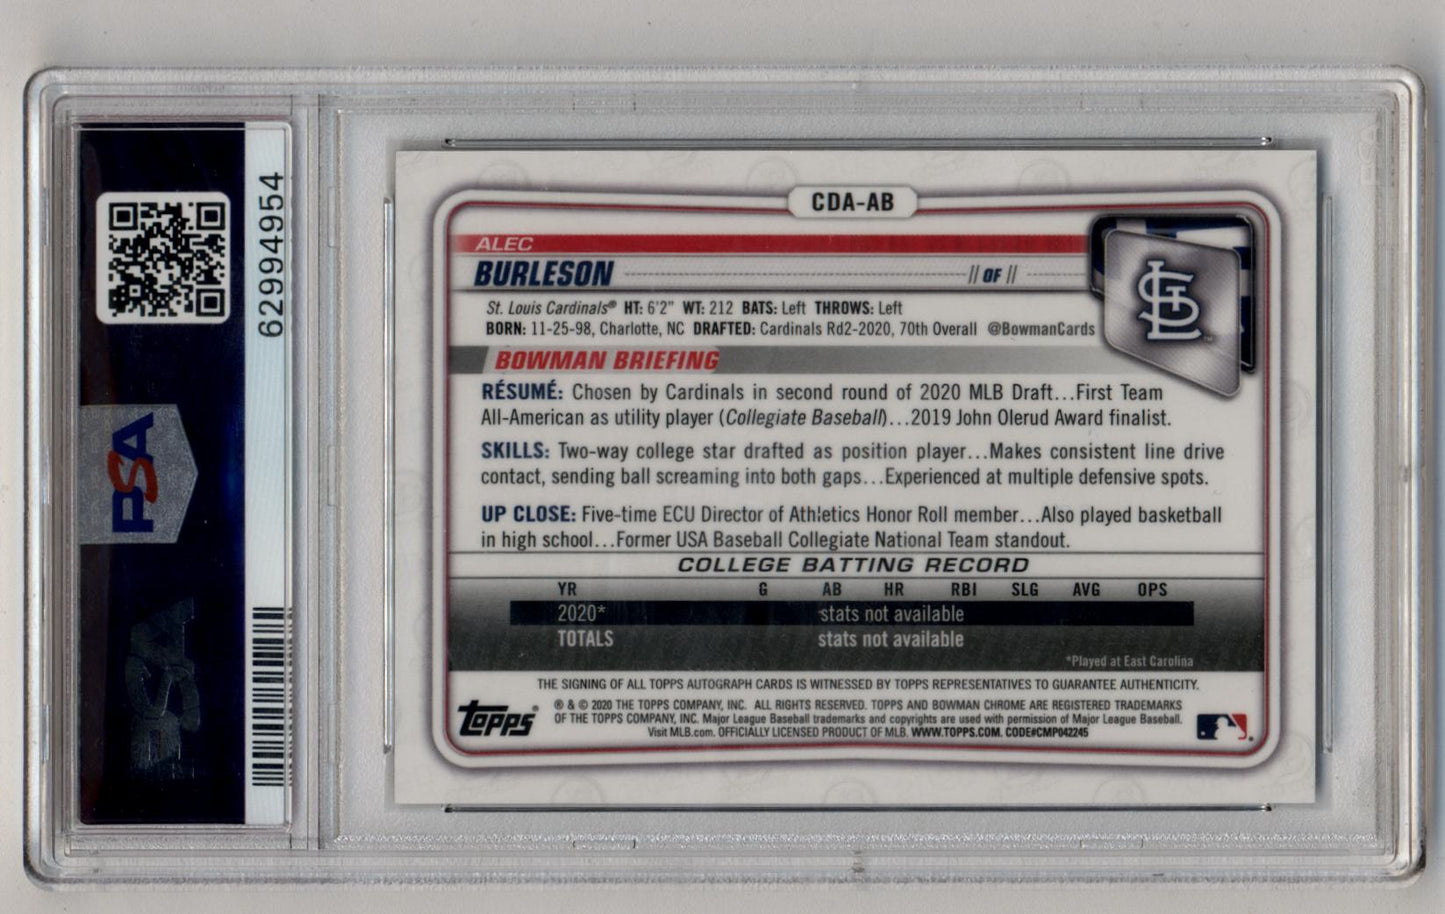 62994954
PSA
CDA-AB
ALEC
BURLESON // OF //
St. Louis Cardinals® HT: 6'2" WT: 212 BATS: Left THROWS: Left
BORN: 11-25-98, Charlotte, NC DRAFTED: Cardinals Rd2-2020, 70th Overall @BowmanCards
STL
BOWMAN BRIEFING
RÉSUMÉ: Chosen by Cardinals in second round of 2020 MLB Draft...First Team
All-American as utility player (Collegiate Baseball)...2019 John Olerud Award finalist.
SKILLS: Two-way college star drafted as position player...Makes consistent line drive
contact, sending ball screaming into both gaps...Experienced at multiple defensive spots.
UP CLOSE: Five-time ECU Director of Athletics Honor Roll member...Also played basketball
in high school...Former USA Baseball Collegiate National Team standout.
COLLEGE BATTING RECORD
YR G AB HR RBI SLG AVG OPS
2020* stats not available
TOTALS stats not available
*Played at East Carolina
THE SIGNING OF ALL TOPPS AUTOGRAPH CARDS IS WITNESSED BY TOPPS REPRESENTATIVES TO GUARANTEE AUTHENTICITY.
Topps®
® & © 2020 THE TOPPS COMPANY, INC. ALL RIGHTS RESERVED. TOPPS AND BOWMAN CHROME ARE REGISTERED TRADEMARKS
OF THE TOPPS COMPANY, INC. Major League Baseball trademarks and copyrights are used with permission of Major League Baseball.
Visit MLB.com. OFFICIALLY LICENSED PRODUCT OF MLB. WWW.TOPPS.COM. CODE#CMP042245
PSA
PSA